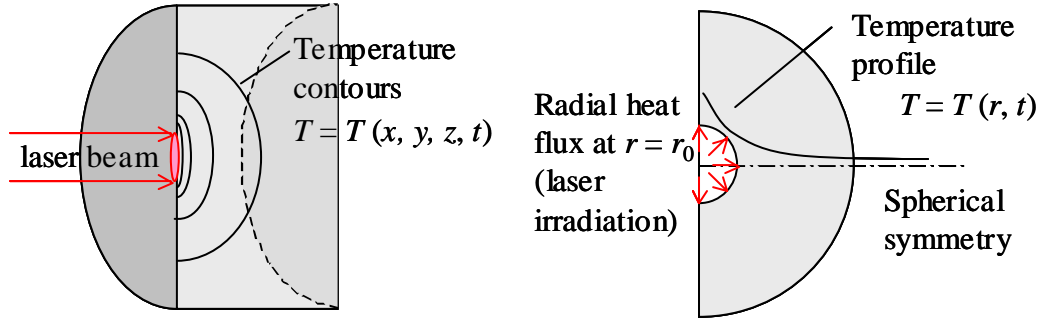 Temperature
contours
T = T (x, y, z, t)
laser beam
Temperature
profile
T = T (r, t)
Radial heat
flux at r = r₀
(laser
irradiation)
Spherical
symmetry